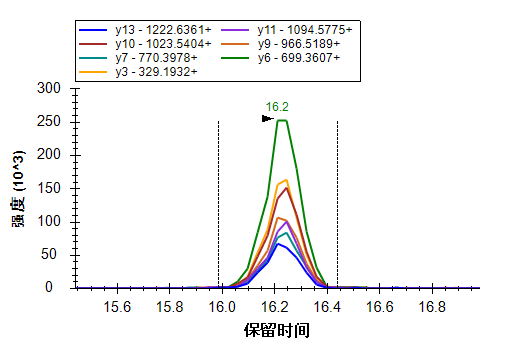 y13 - 1222.6361+ y11 - 1094.5775+
y10 - 1023.5404+ y9 - 966.5189+
y7 - 770.3978+ y6 - 699.3607+
y3 - 329.1932+
16.2
300
250
200
150
100
50
0
强度 (10^3)
15.6 15.8 16.0 16.2 16.4 16.6 16.8
保留时间